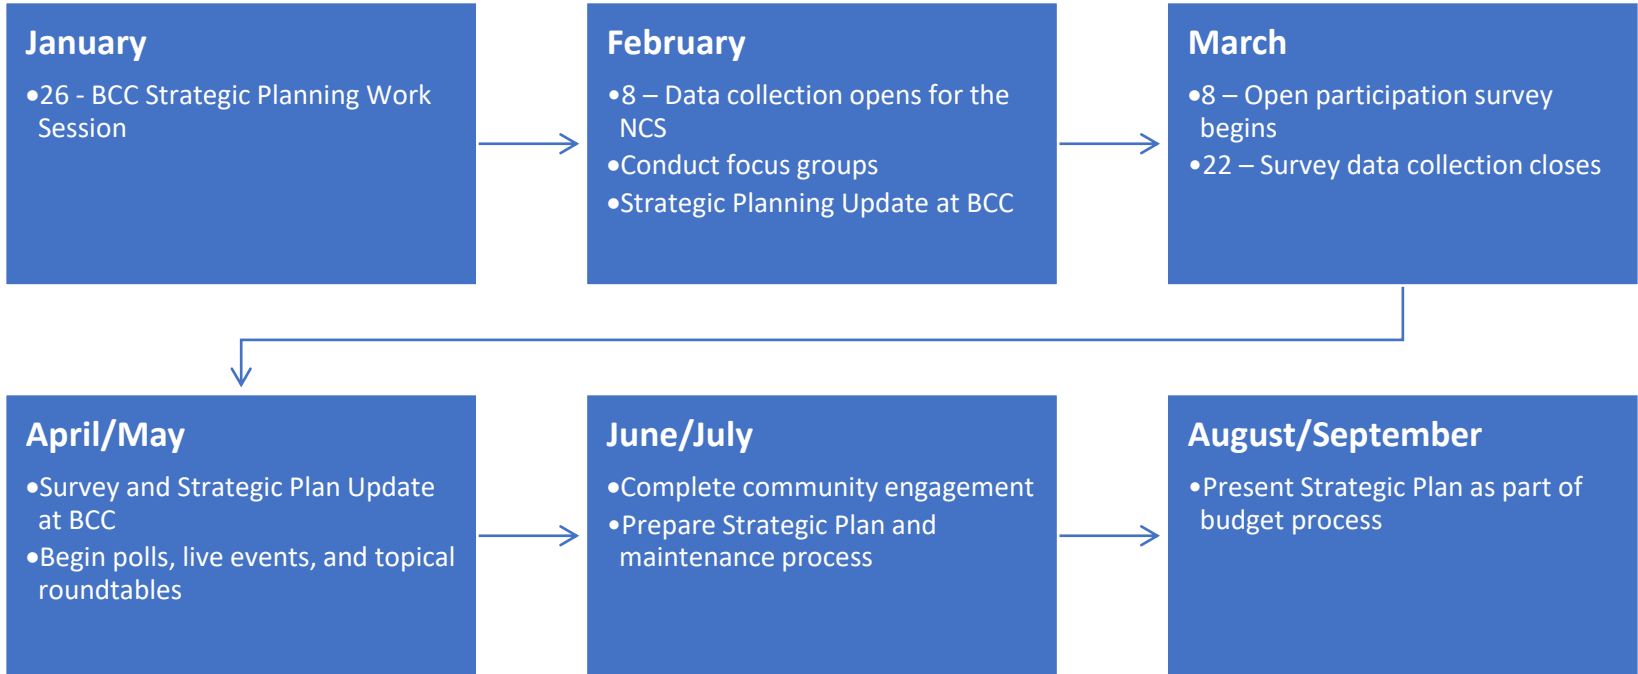 January
•26 - BCC Strategic Planning Work
Session
February
•8 – Data collection opens for the
NCS
•Conduct focus groups
•Strategic Planning Update at BCC
March
•8 – Open participation survey
begins
•22 – Survey data collection closes
April/May
•Survey and Strategic Plan Update
at BCC
•Begin polls, live events, and topical
roundtables
June/July
•Complete community engagement
•Prepare Strategic Plan and
maintenance process
August/September
•Present Strategic Plan as part of
budget process